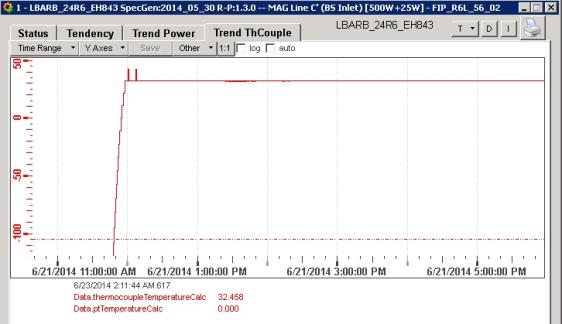 1 - LBARB_24R6_EH843 SpecGen:2014_05_30 R-P:1.3.0 -- MAG Line C' (BS Inlet) [500W+25W] - FIP_R6L_56_02
Status Tendency Trend Power Trend ThCouple LBARB_24R6_EH843 T D I
Time Range Y Axes Save Other 1:1 log auto
50
0
-50
-100
6/21/2014 11:00:00 AM 6/21/2014 1:00:00 PM 6/21/2014 3:00:00 PM 6/21/2014 5:00:00 PM
6/23/2014 2:11:44 AM.617
Data.thermocoupleTemperatureCalc 32.458
Data.ptTemperatureCalc 0.000